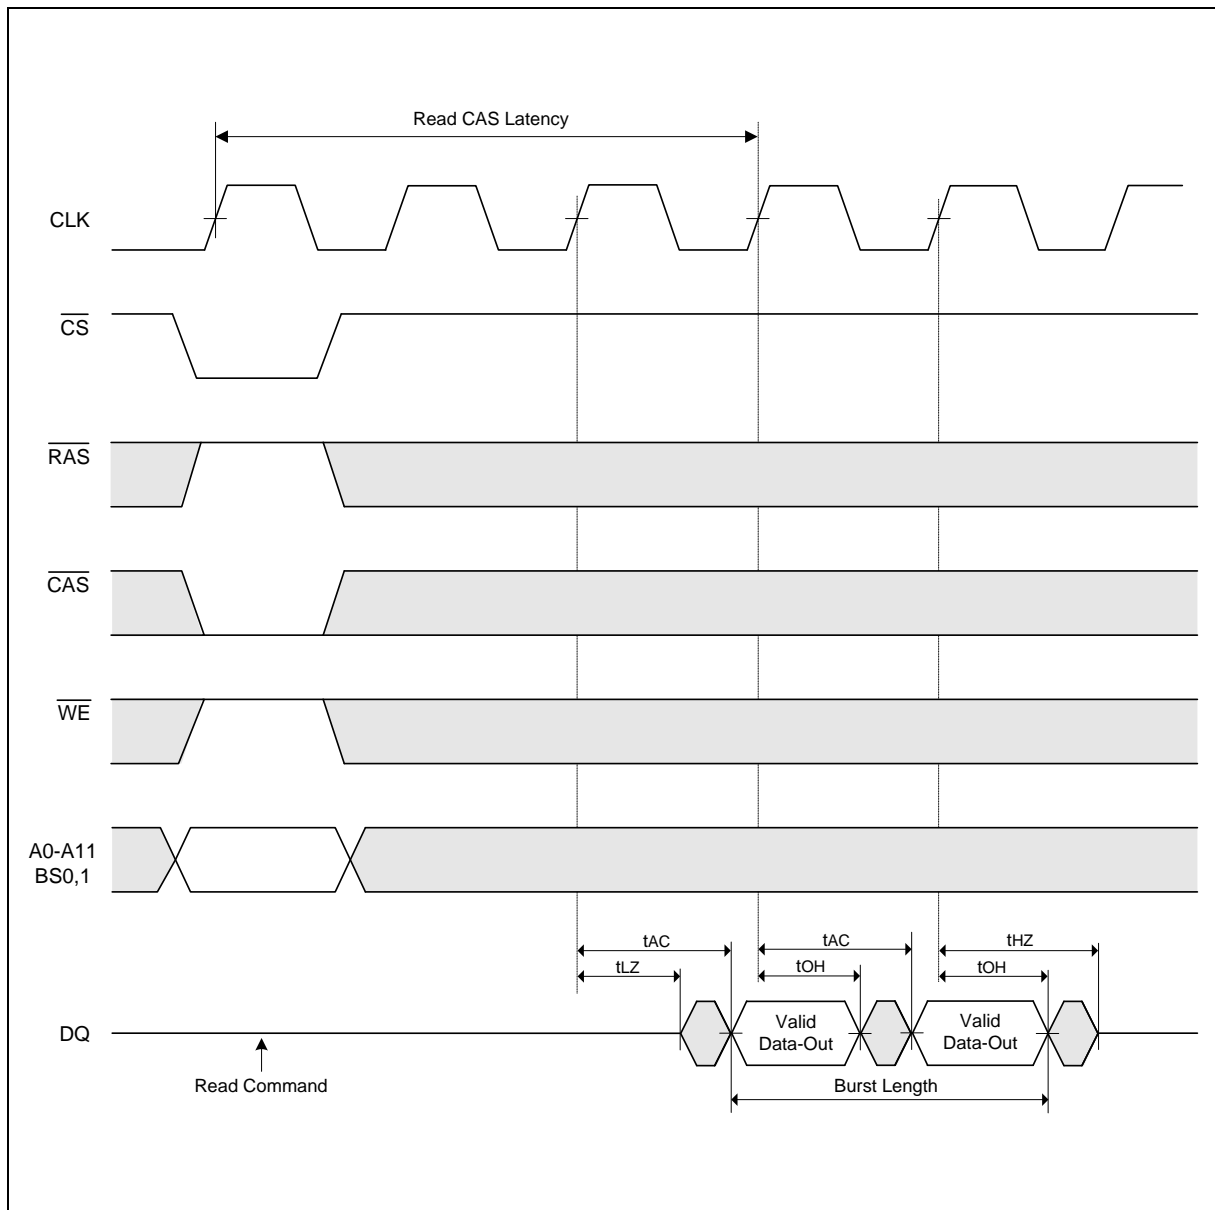 Read CAS Latency
CLK
CS
RAS
CAS
WE
A0-A11
BS0,1
tAC
tAC
tHZ
tLZ
tOH
tOH
DQ
Valid
Data-Out
Valid
Data-Out
Read Command
Burst Length